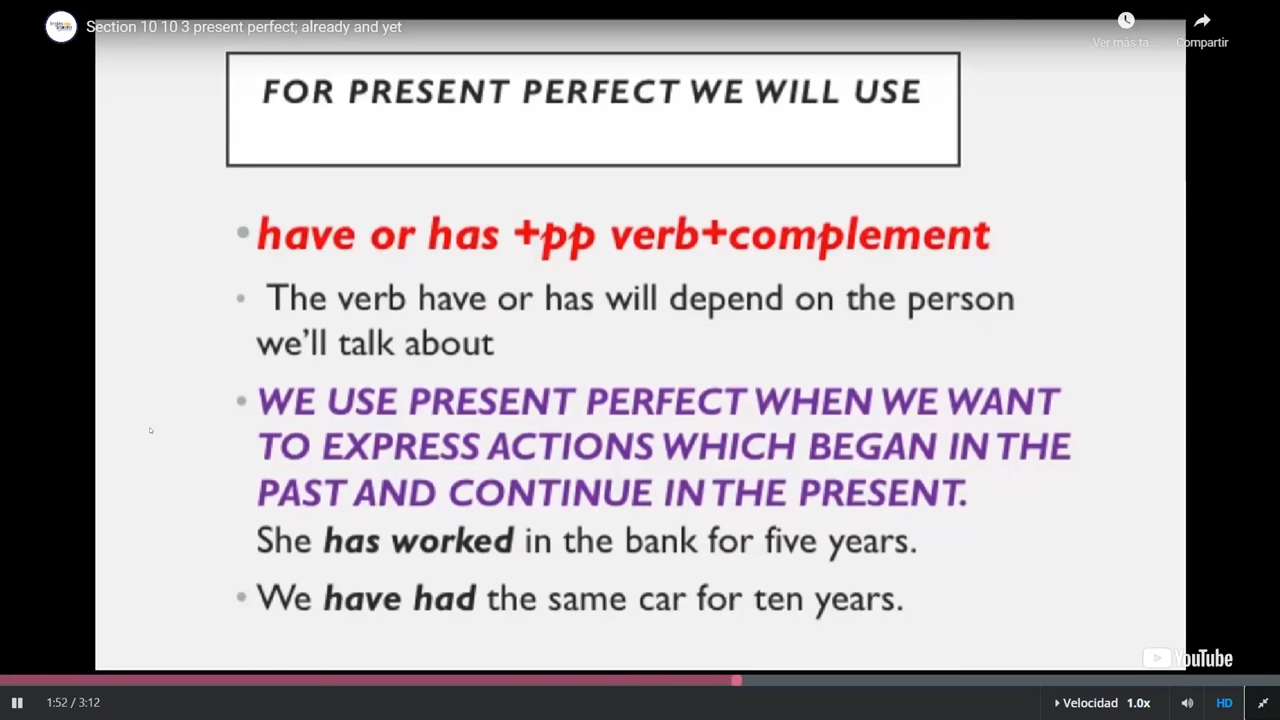 Section 10 10 3 present perfect; already and yet
Ver más ta...
Compartir
FOR PRESENT PERFECT WE WILL USE
• have or has +pp verb+complement
• The verb have or has will depend on the person
we'll talk about
• WE USE PRESENT PERFECT WHEN WE WANT
TO EXPRESS ACTIONS WHICH BEGAN IN THE
PAST AND CONTINUE IN THE PRESENT.
She has worked in the bank for five years.
• We have had the same car for ten years.
YouTube
1:52 / 3:12
Velocidad 1.0x
HD